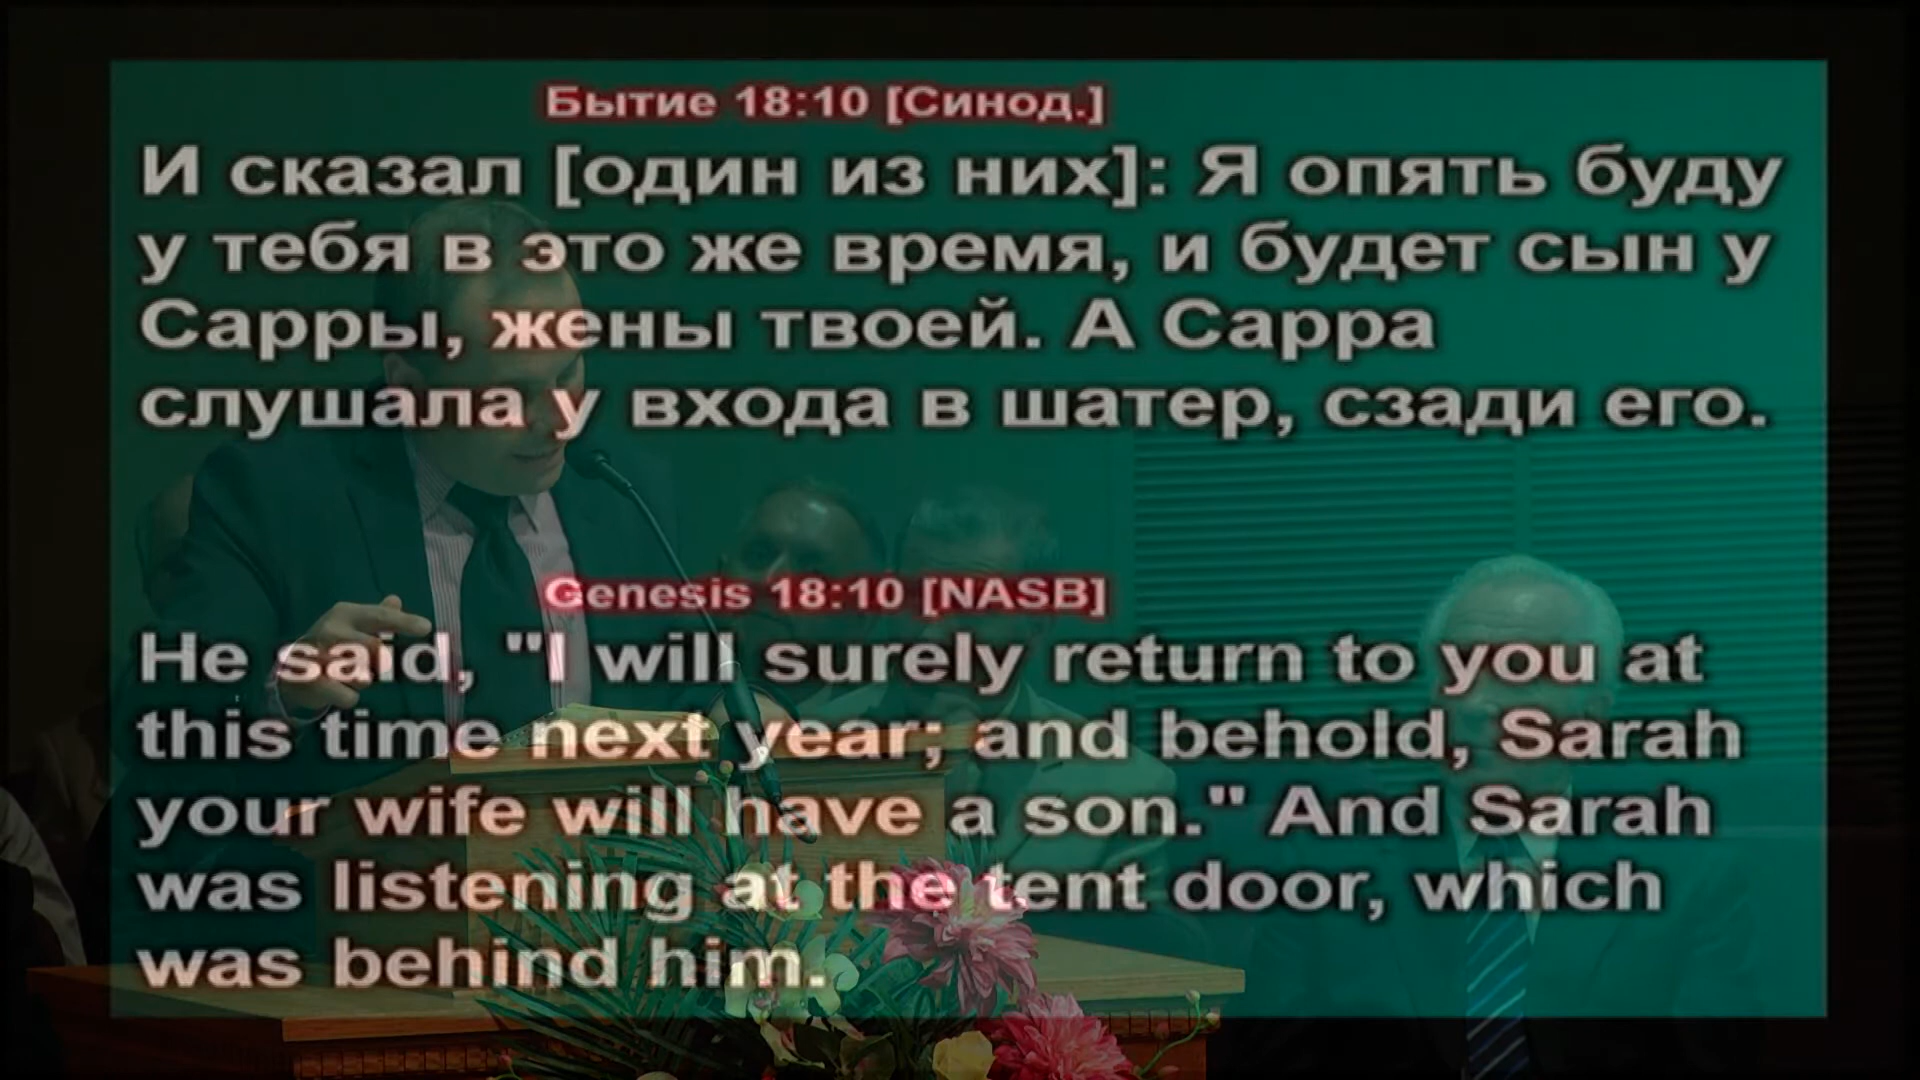 Бытие 18:10 [Синод.]
И сказал [один из них]: Я опять буду
у тебя в это же время, и будет сын у
Сарры, жены твоей. А Сарра
слушала у входа в шатер, сзади его.
Genesis 18:10 [NASB]
He said, "I will surely return to you at
this time next year; and behold, Sarah
your wife will have a son." And Sarah
was listening at the tent door, which
was behind him.